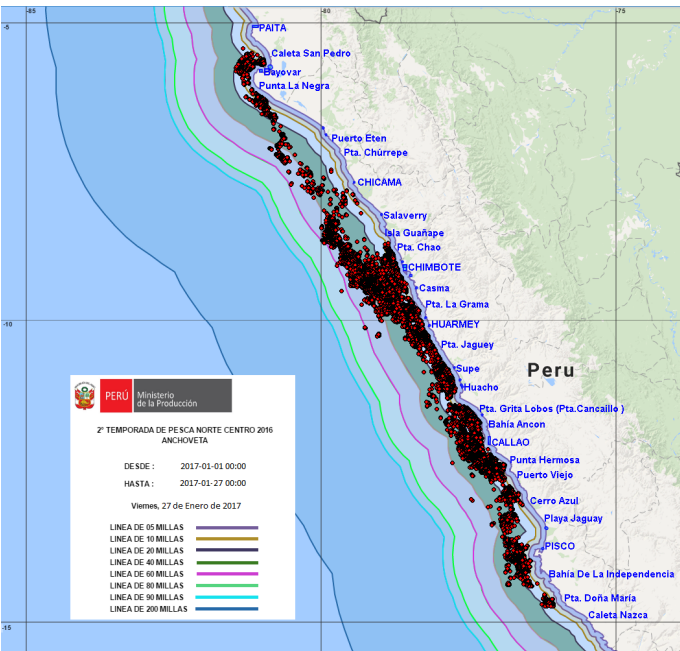 -85
-80
-75
-5
PAITA
Caleta San Pedro
Bayovar
Punta La Negra
Puerto Eten
Pta. Chúrrepe
CHICAMA
Salaverry
Isla Guañape
Pta. Chao
CHIMBOTE
Casma
Pta. La Grama
-10
HUARMEY
Pta. Jaguey
Supe
Peru
Huacho
Pta. Grita Lobos (Pta.Cancaillo )
Bahía Ancon
CALLAO
Punta Hermosa
Puerto Viejo
Cerro Azul
Playa Jaguay
PISCO
Bahía De La Independencia
Pta. Doña María
Caleta Nazca
-15
PERÚ
Ministerio
de la Producción
2° TEMPORADA DE PESCA NORTE CENTRO 2016
ANCHOVETA
DESDE : 2017-01-01 00:00
HASTA : 2017-01-27 00:00
Viernes, 27 de Enero de 2017
LINEA DE 05 MILLAS
LINEA DE 10 MILLAS
LINEA DE 20 MILLAS
LINEA DE 40 MILLAS
LINEA DE 60 MILLAS
LINEA DE 80 MILLAS
LINEA DE 90 MILLAS
LINEA DE 200 MILLAS